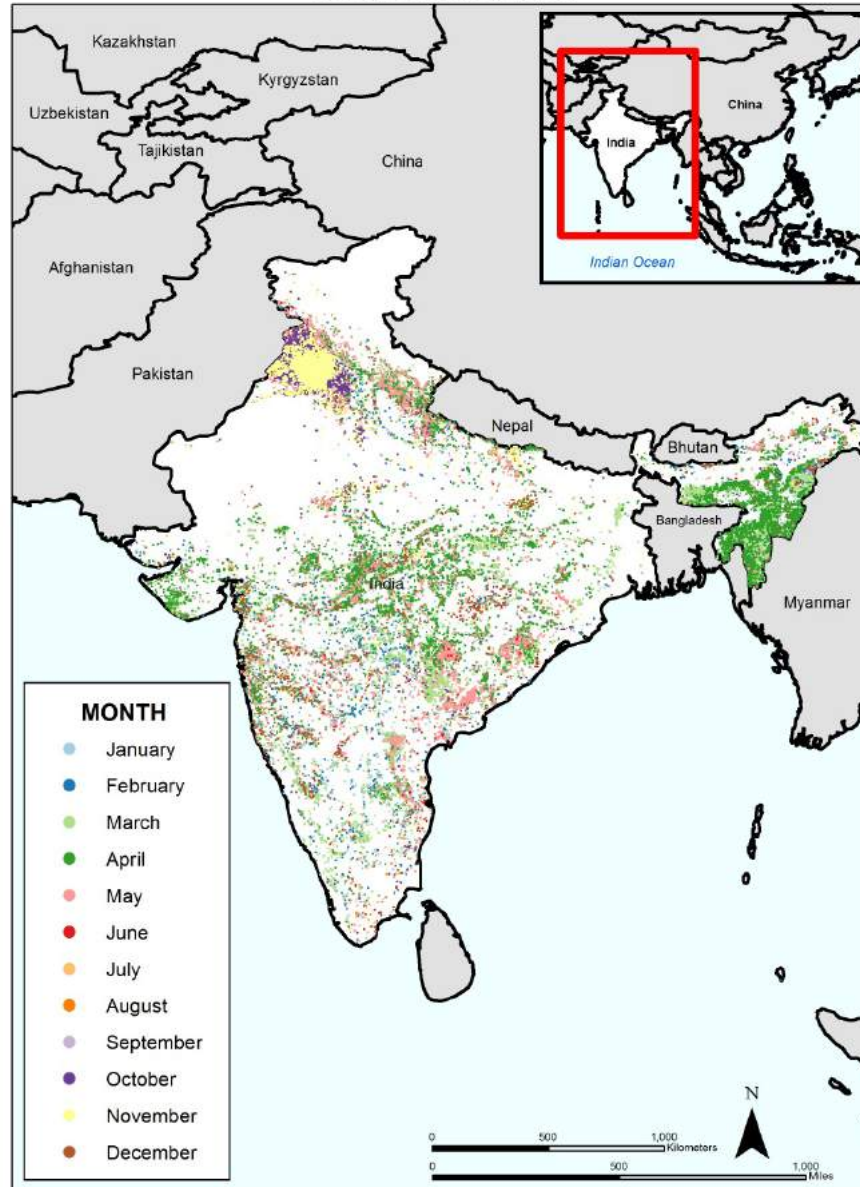 Kazakhstan
Kyrgyzstan
Uzbekistan
Tajikistan
China
Afghanistan
Pakistan
Nepal
Bhutan
Bangladesh
India
Myanmar
China
India
Indian Ocean
MONTH
January
February
March
April
May
June
July
August
September
October
November
December
N
0 500 1,000
Kilometers
0 500 1,000
Miles